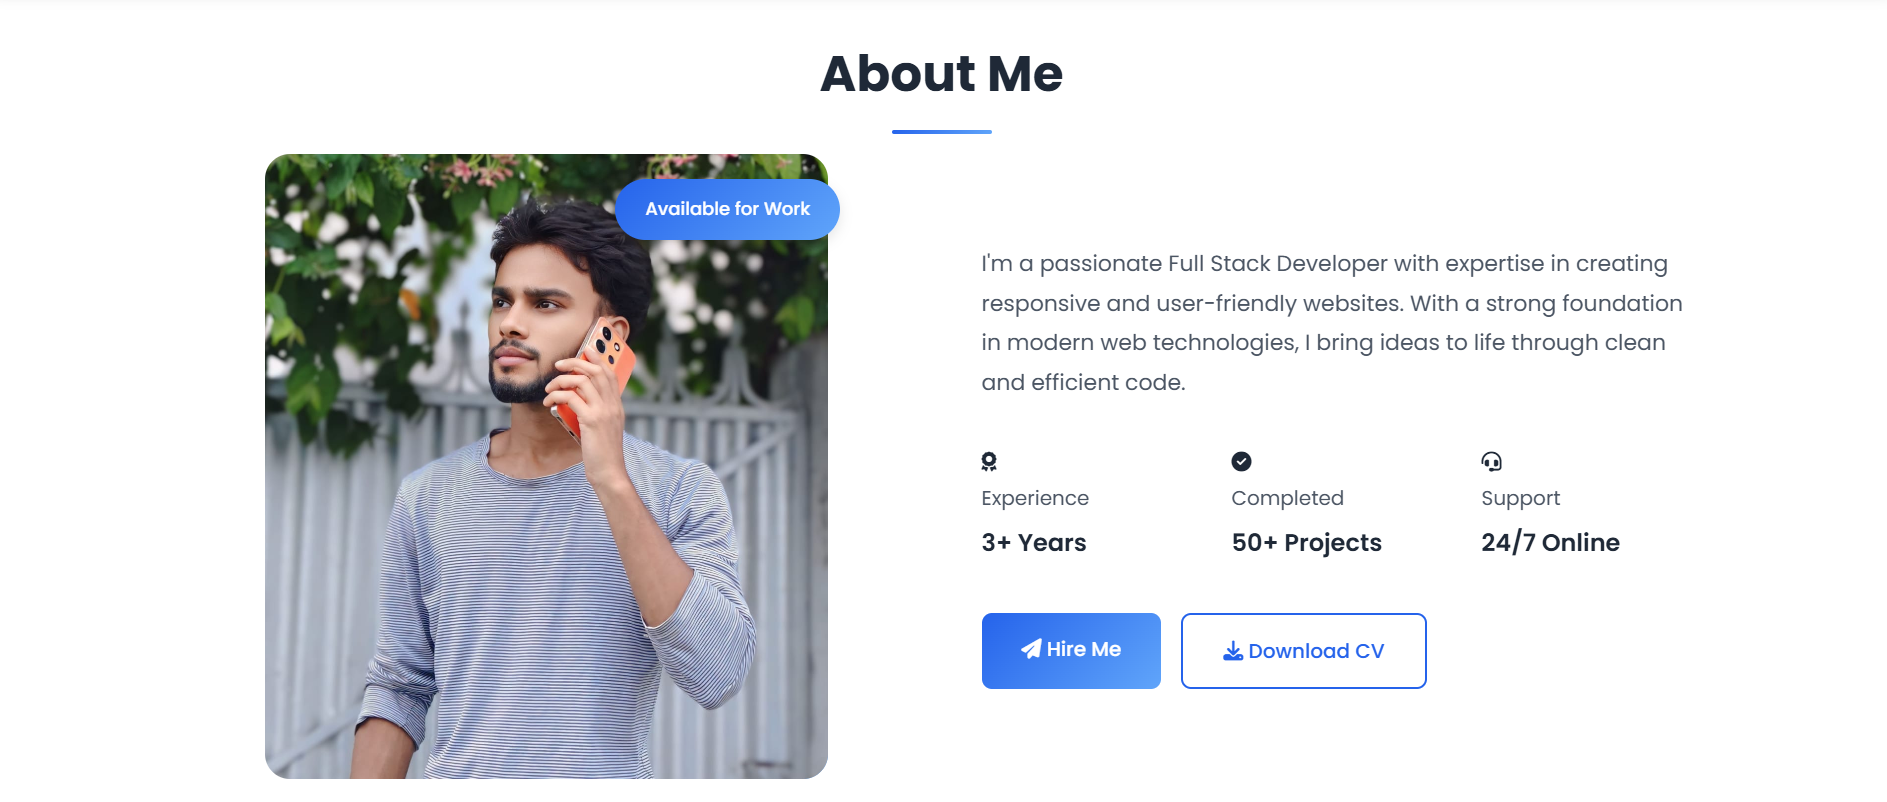 About Me
Available for Work
I'm a passionate Full Stack Developer with expertise in creating
responsive and user-friendly websites. With a strong foundation
in modern web technologies, I bring ideas to life through clean
and efficient code.
Experience
3+ Years
Completed
50+ Projects
Support
24/7 Online
Hire Me
Download CV